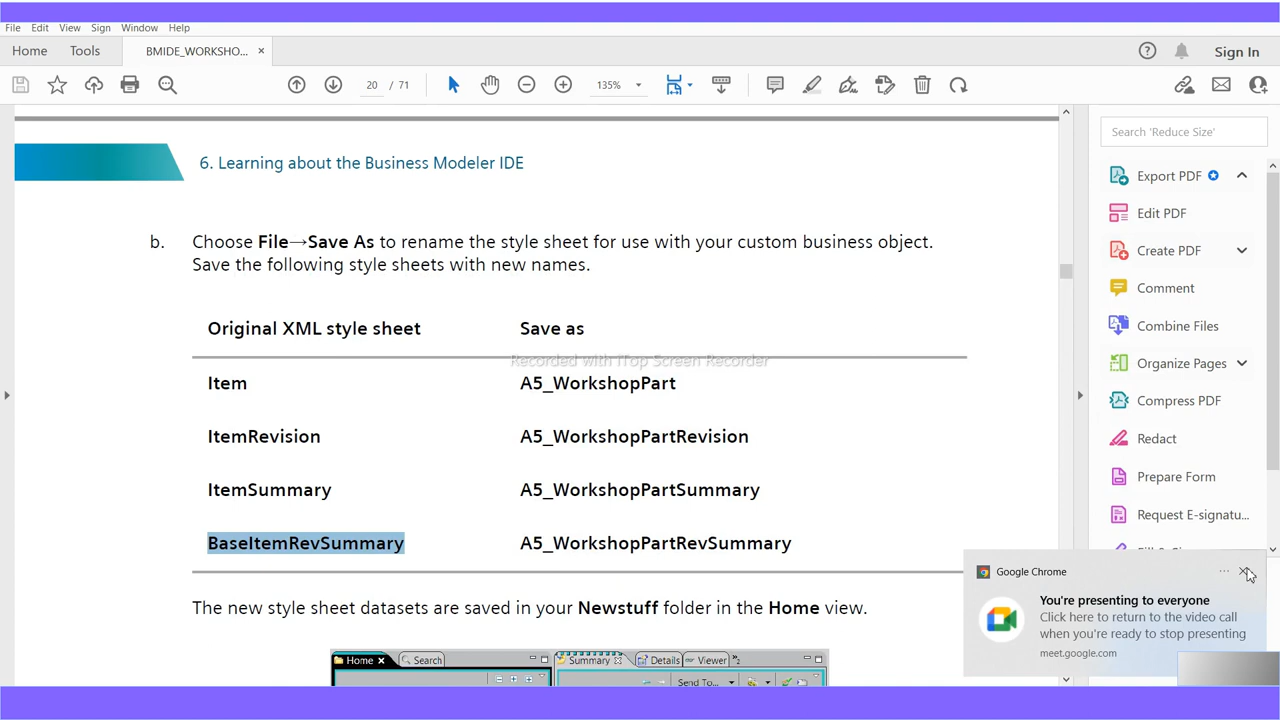 File Edit View Sign Window Help
Home Tools BMIDE_WORKSHO... × ? Sign In
20 / 71 135%
Search 'Reduce Size'
6. Learning about the Business Modeler IDE
Export PDF
Edit PDF
b. Choose File→Save As to rename the style sheet for use with your custom business object.
Save the following style sheets with new names.
Create PDF
Comment
Original XML style sheet Save as
Combine Files
Recorded with iTop Screen Recorder
Organize Pages
Item A5_WorkshopPart
Compress PDF
ItemRevision A5_WorkshopPartRevision
Redact
Prepare Form
ItemSummary A5_WorkshopPartSummary
Request E-signatu...
BaseItemRevSummary A5_WorkshopPartRevSummary
Google Chrome
You're presenting to everyone
Click here to return to the video call
when you're ready to stop presenting
meet.google.com
The new style sheet datasets are saved in your Newstuff folder in the Home view.
Home Search Summary Details Viewer
Send To...